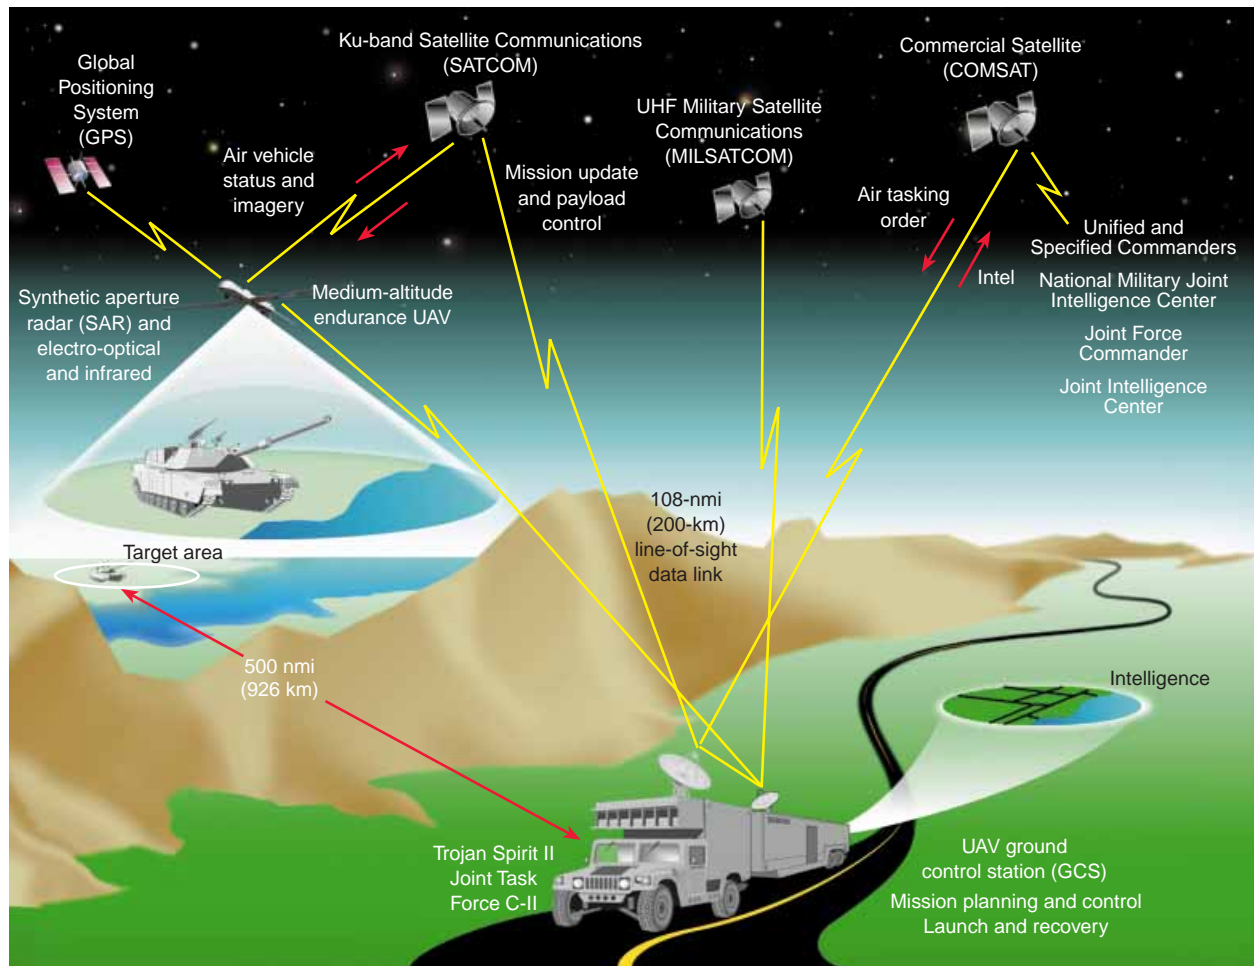 Global
Positioning
System
(GPS)
Ku-band Satellite Communications
(SATCOM)
Commercial Satellite
(COMSAT)
UHF Military Satellite
Communications
(MILSATCOM)
Air vehicle
status and
imagery
Mission update
and payload
control
Air tasking
order
Intel
Unified and
Specified Commanders
National Military Joint
Intelligence Center
Joint Force
Commander
Joint Intelligence
Center
Synthetic aperture
radar (SAR) and
electro-optical
and infrared
Medium-altitude
endurance UAV
108-nmi
(200-km)
line-of-sight
data link
Target area
500 nmi
(926 km)
Intelligence
Trojan Spirit II
Joint Task
Force C-II
UAV ground
control station (GCS)
Mission planning and control
Launch and recovery